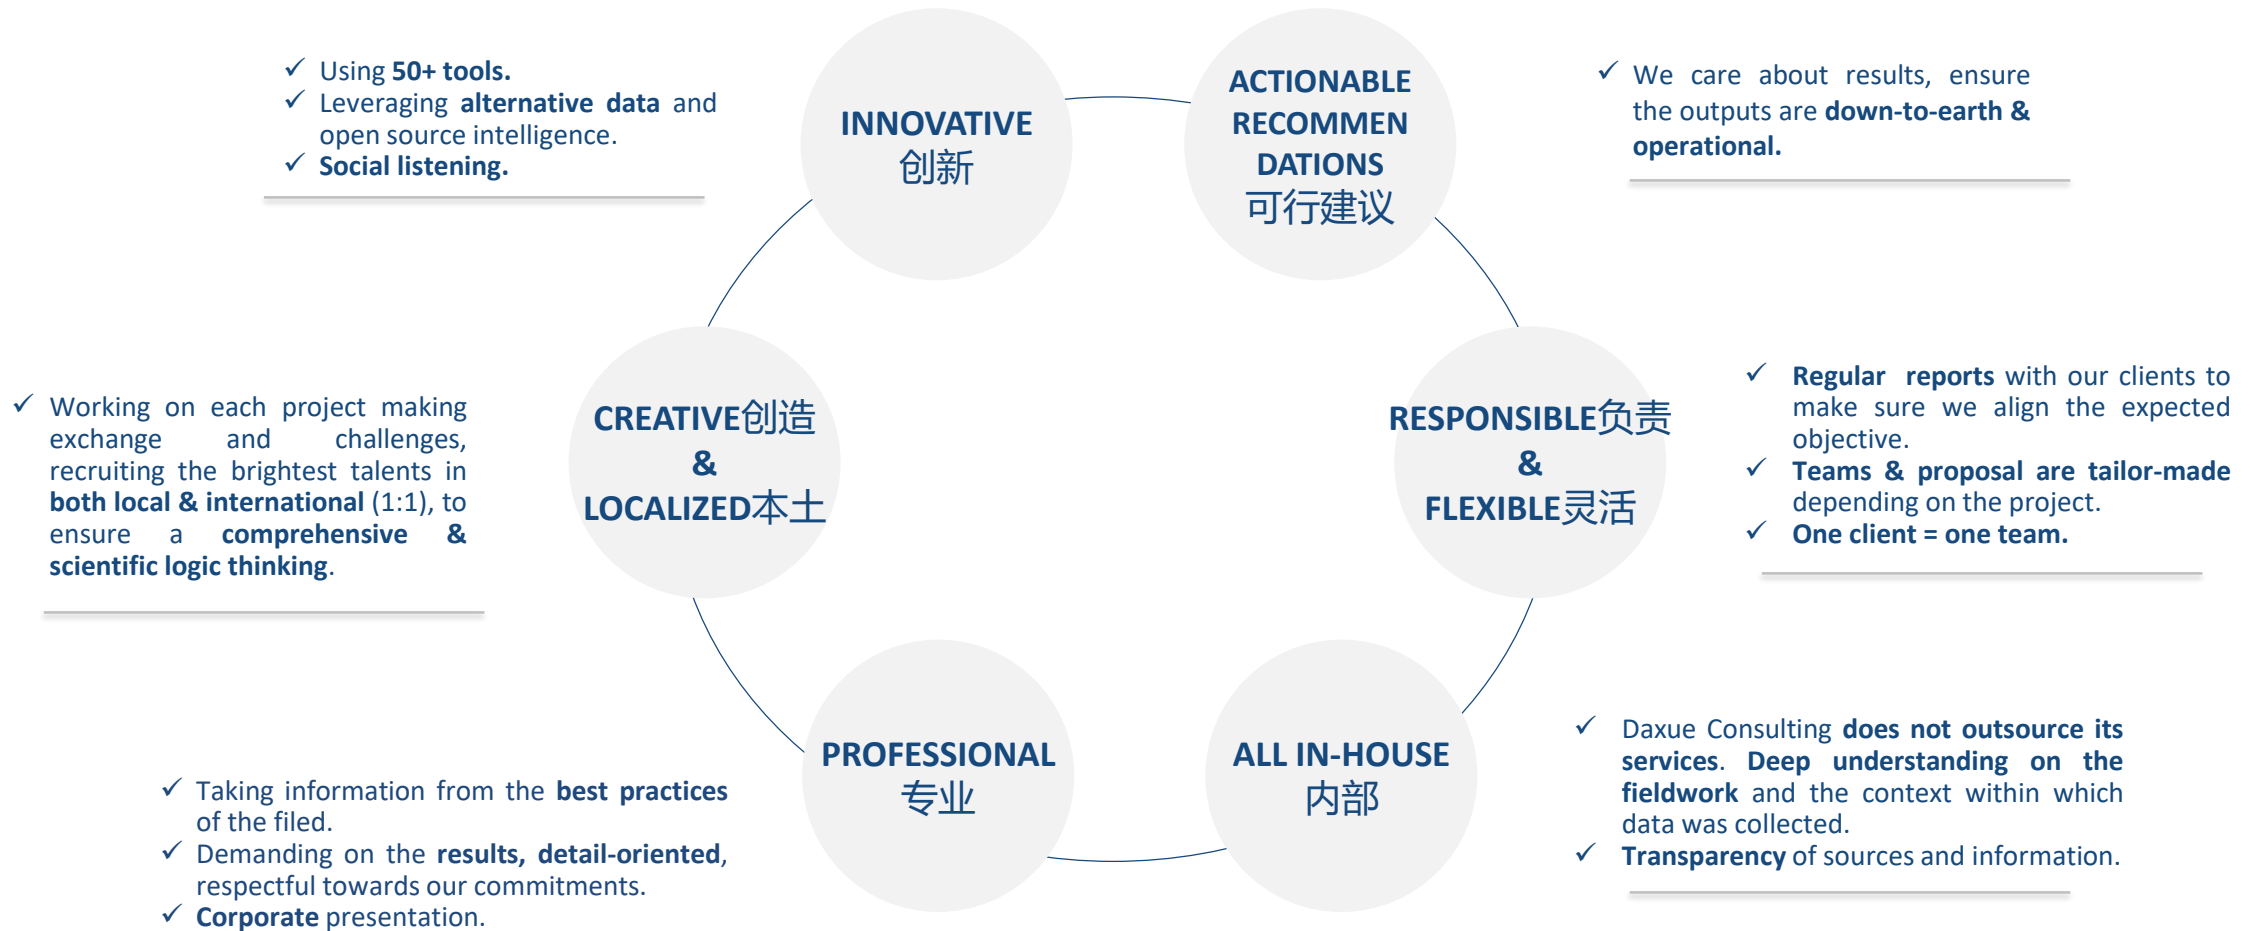 ✓ Using 50+ tools.
✓ Leveraging alternative data and
open source intelligence.
✓ Social listening.
INNOVATIVE
创新
ACTIONABLE
RECOMMEN
DATIONS
可行建议
✓ We care about results, ensure
the outputs are down-to-earth &
operational.
✓ Working on each project making
exchange and challenges,
recruiting the brightest talents in
both local & international (1:1), to
ensure a comprehensive &
scientific logic thinking.
CREATIVE创造
&
LOCALIZED本土
RESPONSIBLE负责
&
FLEXIBLE灵活
✓ Regular reports with our clients to
make sure we align the expected
objective.
✓ Teams & proposal are tailor-made
depending on the project.
✓ One client = one team.
✓ Taking information from the best practices
of the filed.
✓ Demanding on the results, detail-oriented,
respectful towards our commitments.
✓ Corporate presentation.
PROFESSIONAL
专业
ALL IN-HOUSE
内部
✓ Daxue Consulting does not outsource its
services. Deep understanding on the
fieldwork and the context within which
data was collected.
✓ Transparency of sources and information.